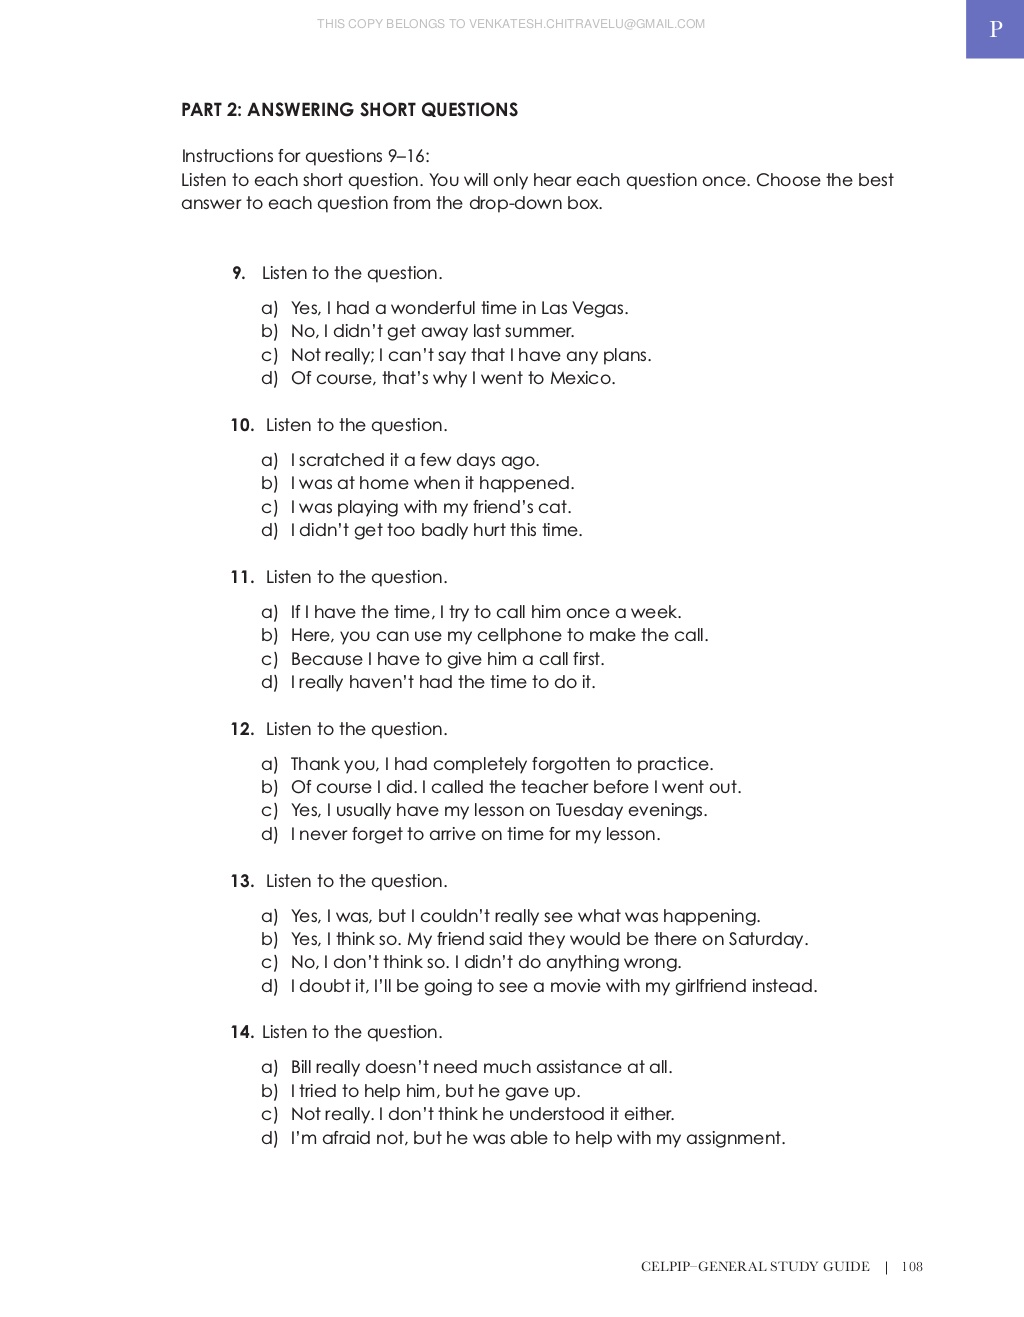 THIS COPY BELONGS TO VENKATESH.CHITRAVELU@GMAIL.COM
P
PART 2: ANSWERING SHORT QUESTIONS
Instructions for questions 9–16:
Listen to each short question. You will only hear each question once. Choose the best
answer to each question from the drop-down box.
9. Listen to the question.
a) Yes, I had a wonderful time in Las Vegas.
b) No, I didn’t get away last summer.
c) Not really; I can’t say that I have any plans.
d) Of course, that’s why I went to Mexico.
10. Listen to the question.
a) I scratched it a few days ago.
b) I was at home when it happened.
c) I was playing with my friend’s cat.
d) I didn’t get too badly hurt this time.
11. Listen to the question.
a) If I have the time, I try to call him once a week.
b) Here, you can use my cellphone to make the call.
c) Because I have to give him a call first.
d) I really haven’t had the time to do it.
12. Listen to the question.
a) Thank you, I had completely forgotten to practice.
b) Of course I did. I called the teacher before I went out.
c) Yes, I usually have my lesson on Tuesday evenings.
d) I never forget to arrive on time for my lesson.
13. Listen to the question.
a) Yes, I was, but I couldn’t really see what was happening.
b) Yes, I think so. My friend said they would be there on Saturday.
c) No, I don’t think so. I didn’t do anything wrong.
d) I doubt it, I’ll be going to see a movie with my girlfriend instead.
14. Listen to the question.
a) Bill really doesn’t need much assistance at all.
b) I tried to help him, but he gave up.
c) Not really. I don’t think he understood it either.
d) I’m afraid not, but he was able to help with my assignment.
CELPIP–GENERAL STUDY GUIDE | 108